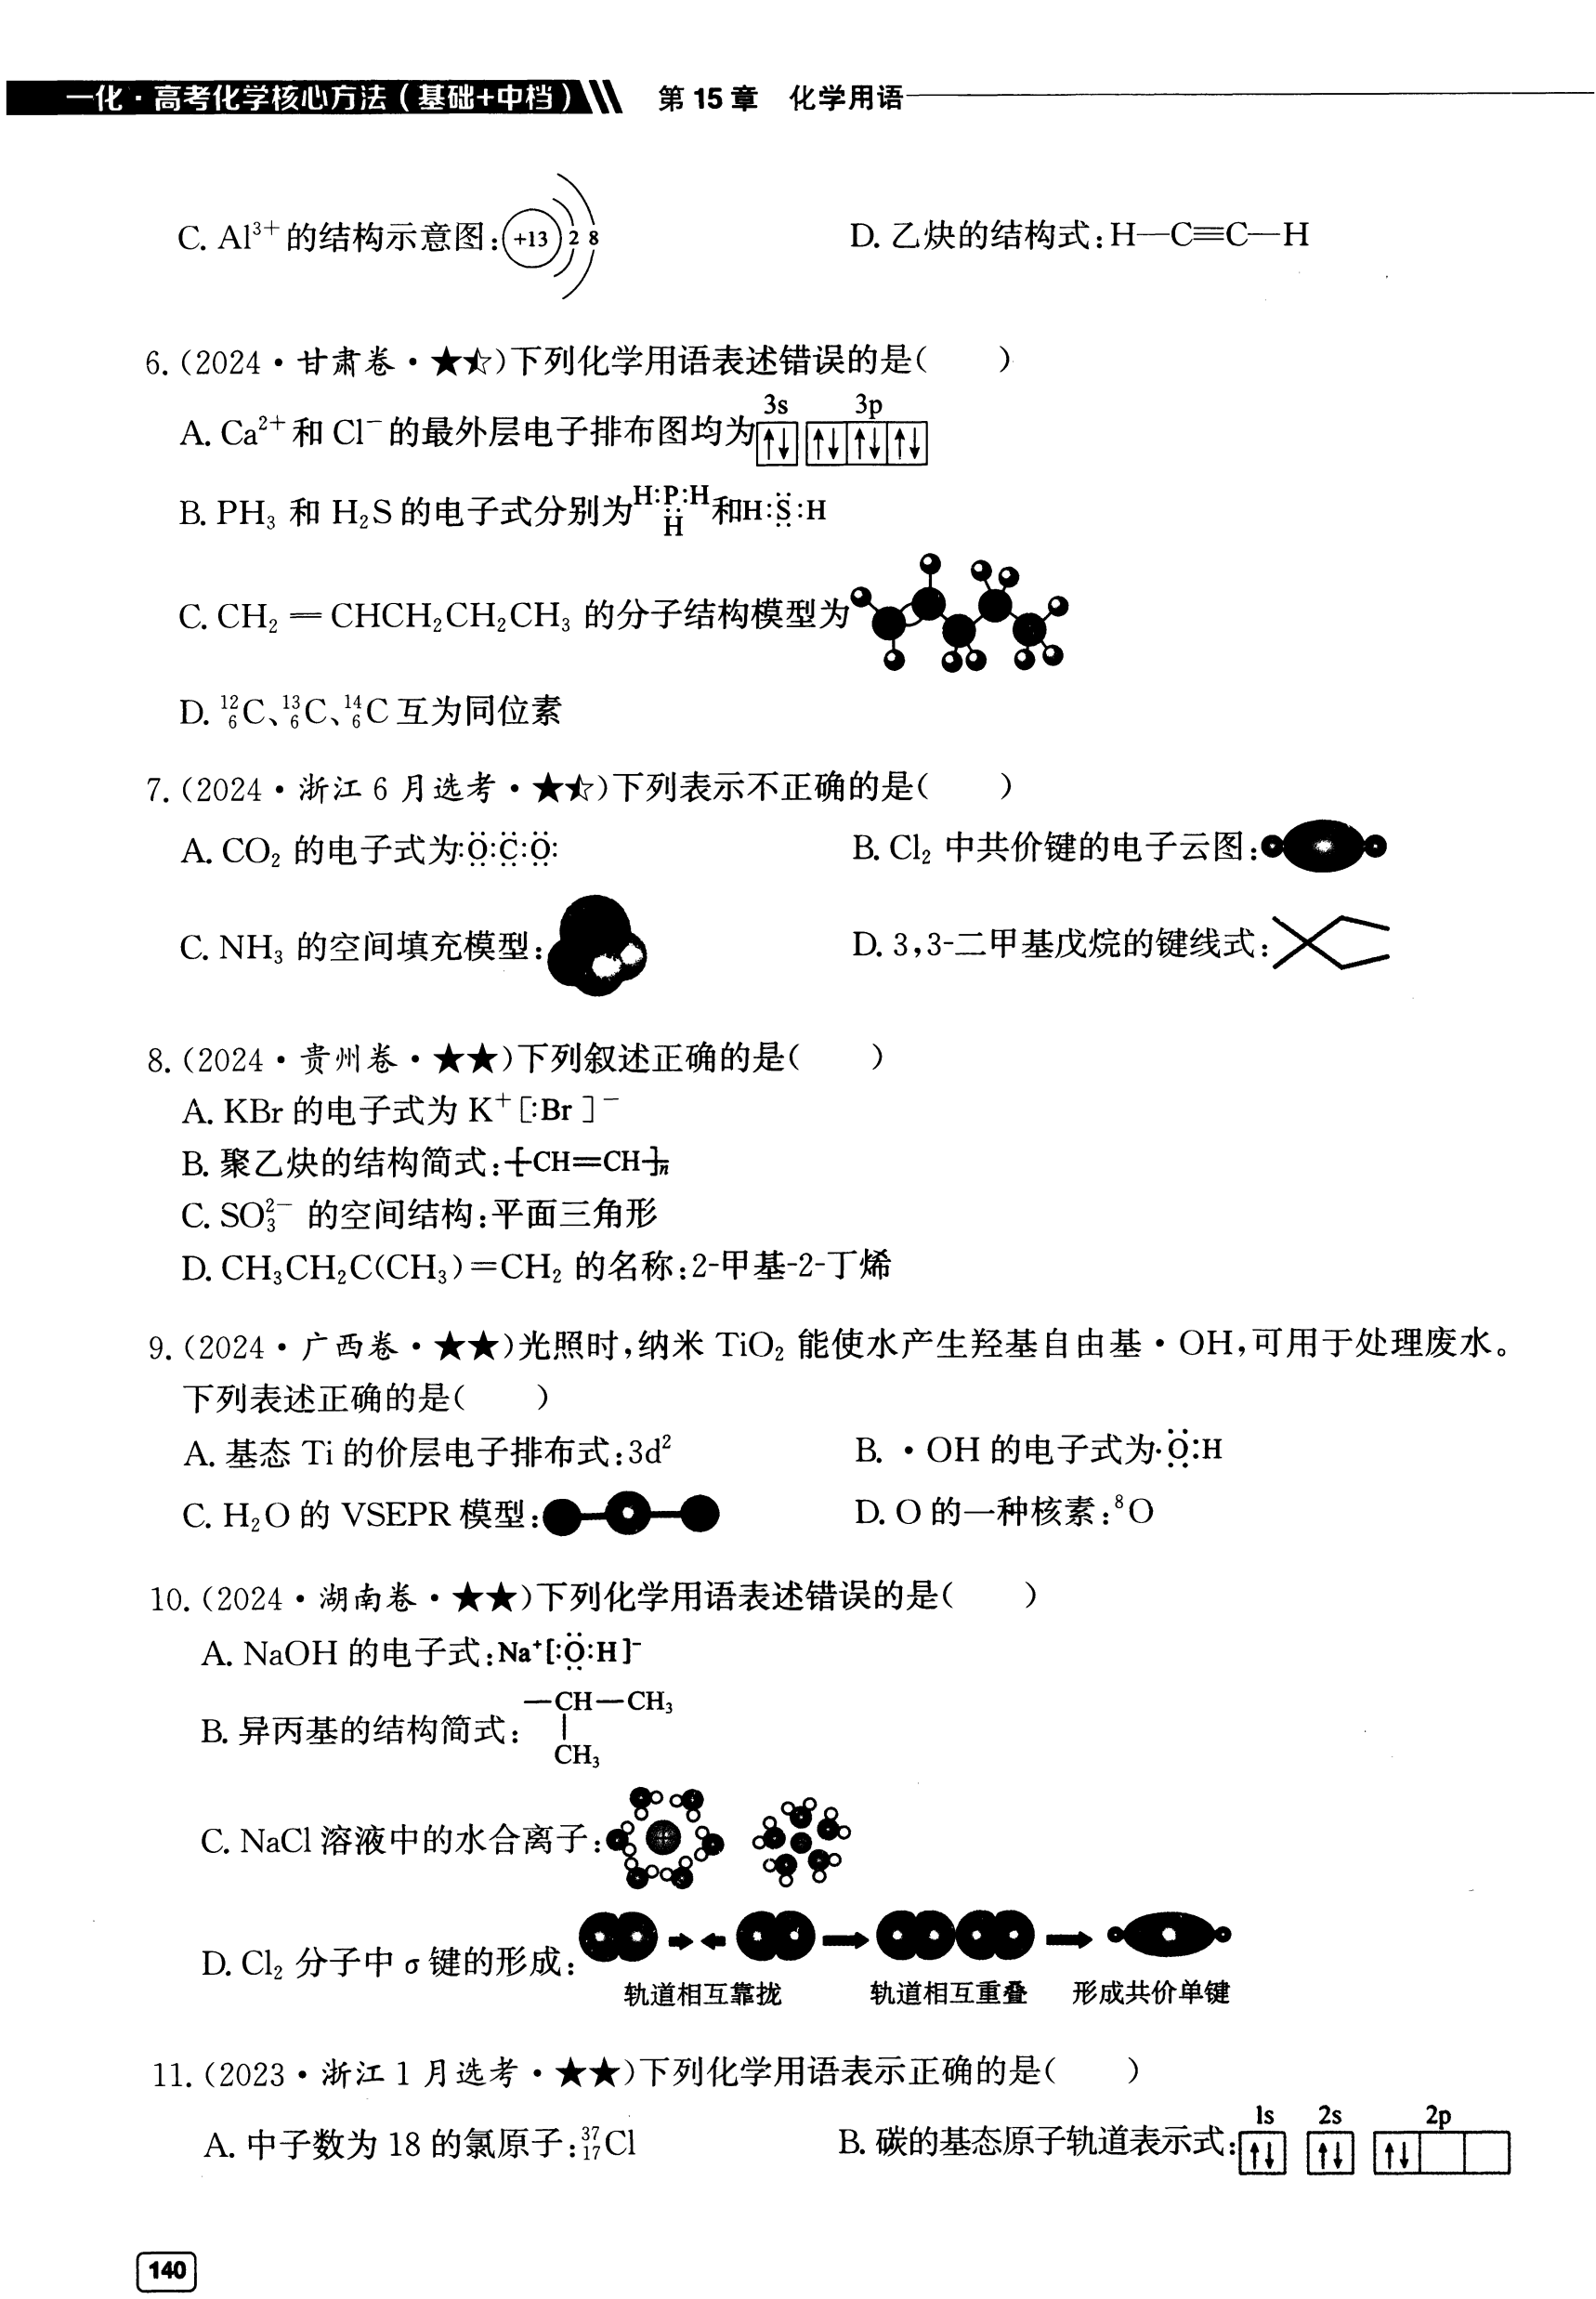 一化·高考化学核心方法(基础+中档) 第15章 化学用语
C. Al³⁺的结构示意图: +13 2 8 D. 乙炔的结构式:H—C≡C—H
6.(2024·甘肃卷·★☆)下列化学用语表述错误的是( )
3s 3p
A. Ca²⁺和Cl⁻的最外层电子排布图均为 ↑↓ ↑↓ ↑↓ ↑↓
B. PH₃ 和 H₂S的电子式分别为H:P:H和H:S:H
H
C. CH₂=CHCH₂CH₂CH₃ 的分子结构模型为
D. ¹²₆C、¹³₆C、¹⁴₆C互为同位素
7.(2024·浙江6月选考·★☆)下列表示不正确的是( )
A. CO₂ 的电子式为:Ö:C̈:Ö: B. Cl₂ 中共价键的电子云图:
C. NH₃ 的空间填充模型: D. 3,3-二甲基戊烷的键线式:
8.(2024·贵州卷·★★)下列叙述正确的是( )
A. KBr 的电子式为 K⁺[:Br]⁻
B. 聚乙炔的结构简式:⁅CH=CH⁆ₙ
C. SO₃²⁻ 的空间结构:平面三角形
D. CH₃CH₂C(CH₃)=CH₂ 的名称:2-甲基-2-丁烯
9.(2024·广西卷·★★)光照时,纳米 TiO₂ 能使水产生羟基自由基·OH,可用于处理废水。
下列表述正确的是( )
A. 基态 Ti 的价层电子排布式:3d² B. ·OH 的电子式为·Ö:H
C. H₂O 的 VSEPR 模型: D. O 的一种核素:⁸O
10.(2024·湖南卷·★★)下列化学用语表述错误的是( )
A. NaOH 的电子式:Na⁺[:Ö:H]⁻
—CH—CH₃
B. 异丙基的结构简式: |
CH₃
C. NaCl 溶液中的水合离子:
D. Cl₂ 分子中 σ 键的形成:
轨道相互靠拢 轨道相互重叠 形成共价单键
11.(2023·浙江1月选考·★★)下列化学用语表示正确的是( )
1s 2s 2p
A. 中子数为 18 的氯原子:³⁷₁₇Cl B. 碳的基态原子轨道表示式: ↑↓ ↑↓ ↑↓
140